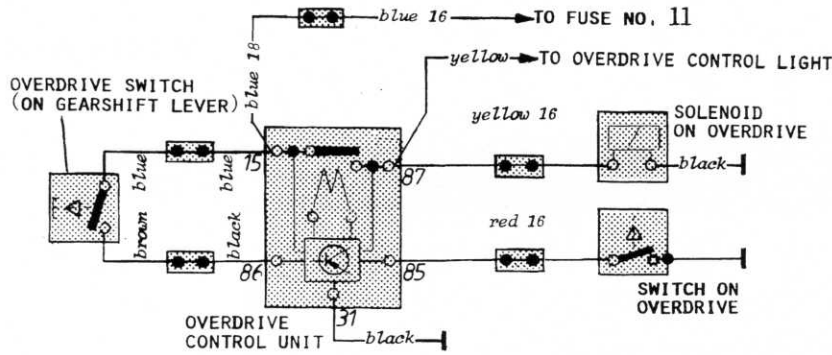 blue 16
TO FUSE NO. 11
blue 18
yellow
TO OVERDRIVE CONTROL LIGHT
OVERDRIVE SWITCH
(ON GEARSHIFT LEVER)
yellow 16
SOLENOID
ON OVERDRIVE
blue
blue
15
87
black
brown
black
red 16
86
85
SWITCH ON
OVERDRIVE
31
OVERDRIVE
CONTROL UNIT
black